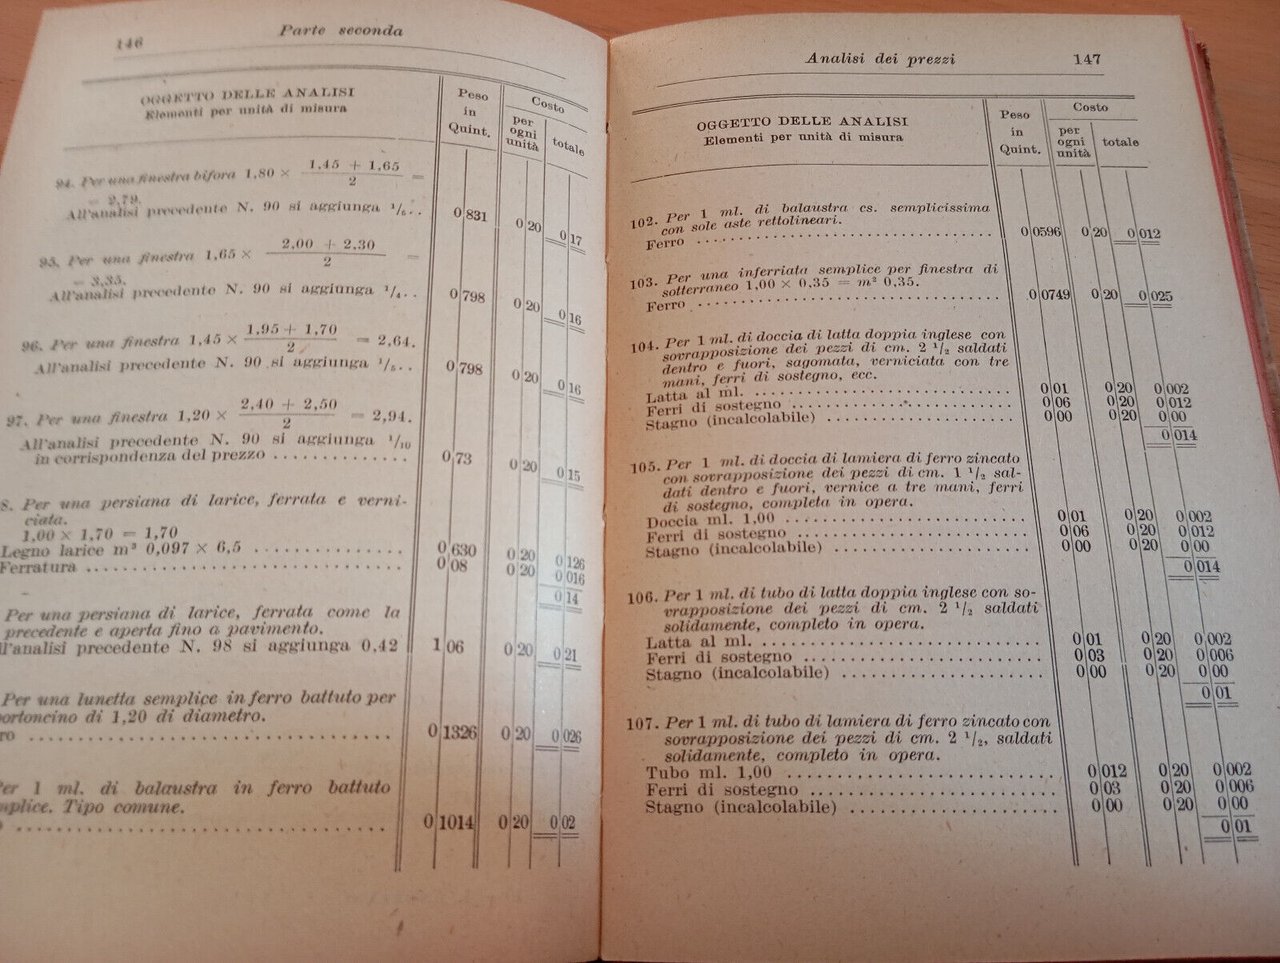 146
Parte seconda
OGGETTO DELLE ANALISI
Elementi per unità di misura
Peso in Quint.
Costo
per ogni unità
totale
94. Per una finestra bifora 1,80 × (1,45 + 1,65) / 2 =
= 2,79.
All'analisi precedente N. 90 si aggiunga 1/6 . . 0 831 0 20 0 17
95. Per una finestra 1,65 × (2,00 + 2,30) / 2 =
= 3,35.
All'analisi precedente N. 90 si aggiunga 1/4 . . 0 798 0 20 0 16
96. Per una finestra 1,45 × (1,95 + 1,70) / 2 = 2,64.
All'analisi precedente N. 90 si aggiunga 1/5 . . 0 798 0 20 0 16
97. Per una finestra 1,20 × (2,40 + 2,50) / 2 = 2,94.
All'analisi precedente N. 90 si aggiunga 1/10
in corrispondenza del prezzo . . . . 0 73 0 20 0 15
8. Per una persiana di larice, ferrata e verni-
ciata.
1,00 × 1,70 = 1,70
Legno larice m³ 0,097 × 6,5 . . . . 0,630 0 20 0 126
Ferratura . . . . 0 08 0 20 0 016
0 14
Per una persiana di larice, ferrata come la
precedente e aperta fino a pavimento.
ll'analisi precedente N. 98 si aggiunga 0,42 1 06 0 20 0 21
Per una lunetta semplice in ferro battuto per
portoncino di 1,20 di diametro.
ro . . . . 0 1326 0 20 0 026
Per 1 ml. di balaustra in ferro battuto
mplice. Tipo comune.
. . . . 0 1014 0 20 0 02
Analisi dei prezzi
147
OGGETTO DELLE ANALISI
Elementi per unità di misura
Peso in Quint.
Costo
per ogni unità
totale
102. Per 1 ml. di balaustra cs. semplicissima
con sole aste rettolineari.
Ferro . . . . 0 0596 0 20 0 012
103. Per una inferriata semplice per finestra di
sotterraneo 1,00 × 0,35 = m² 0,35.
Ferro . . . . 0 0749 0 20 0 025
104. Per 1 ml. di doccia di latta doppia inglese con
sovrapposizione dei pezzi di cm. 2 1/2 saldati
dentro e fuori, sagomata, verniciata con tre
mani, ferri di sostegno, ecc.
Latta al ml. . . . . 0 01 0 20 0 002
Ferri di sostegno . . . . 0 06 0 20 0 012
Stagno (incalcolabile) . . . . 0 00 0 20 0 00
0 014
105. Per 1 ml. di doccia di lamiera di ferro zincato
con sovrapposizione dei pezzi di cm. 1 1/2 sal-
dati dentro e fuori, vernice a tre mani, ferri
di sostegno, completa in opera.
Doccia ml. 1,00 . . . . 0 01 0 20 0 002
Ferri di sostegno . . . . 0 06 0 20 0 012
Stagno (incalcolabile) . . . . 0 00 0 20 0 00
0 014
106. Per 1 ml. di tubo di latta doppia inglese con so-
vrapposizione dei pezzi di cm. 2 1/2 saldati
solidamente, completo in opera.
Latta al ml. . . . . 0 01 0 20 0 002
Ferri di sostegno . . . . 0 03 0 20 0 006
Stagno (incalcolabile) . . . . 0 00 0 20 0 00
0 01
107. Per 1 ml. di tubo di lamiera di ferro zincato con
sovrapposizione dei pezzi di cm. 2 1/2, saldati
solidamente, completo in opera.
Tubo ml. 1,00 . . . . 0 012 0 20 0 002
Ferri di sostegno . . . . 0 03 0 20 0 006
Stagno (incalcolabile) . . . . 0 00 0 20 0 00
0 01